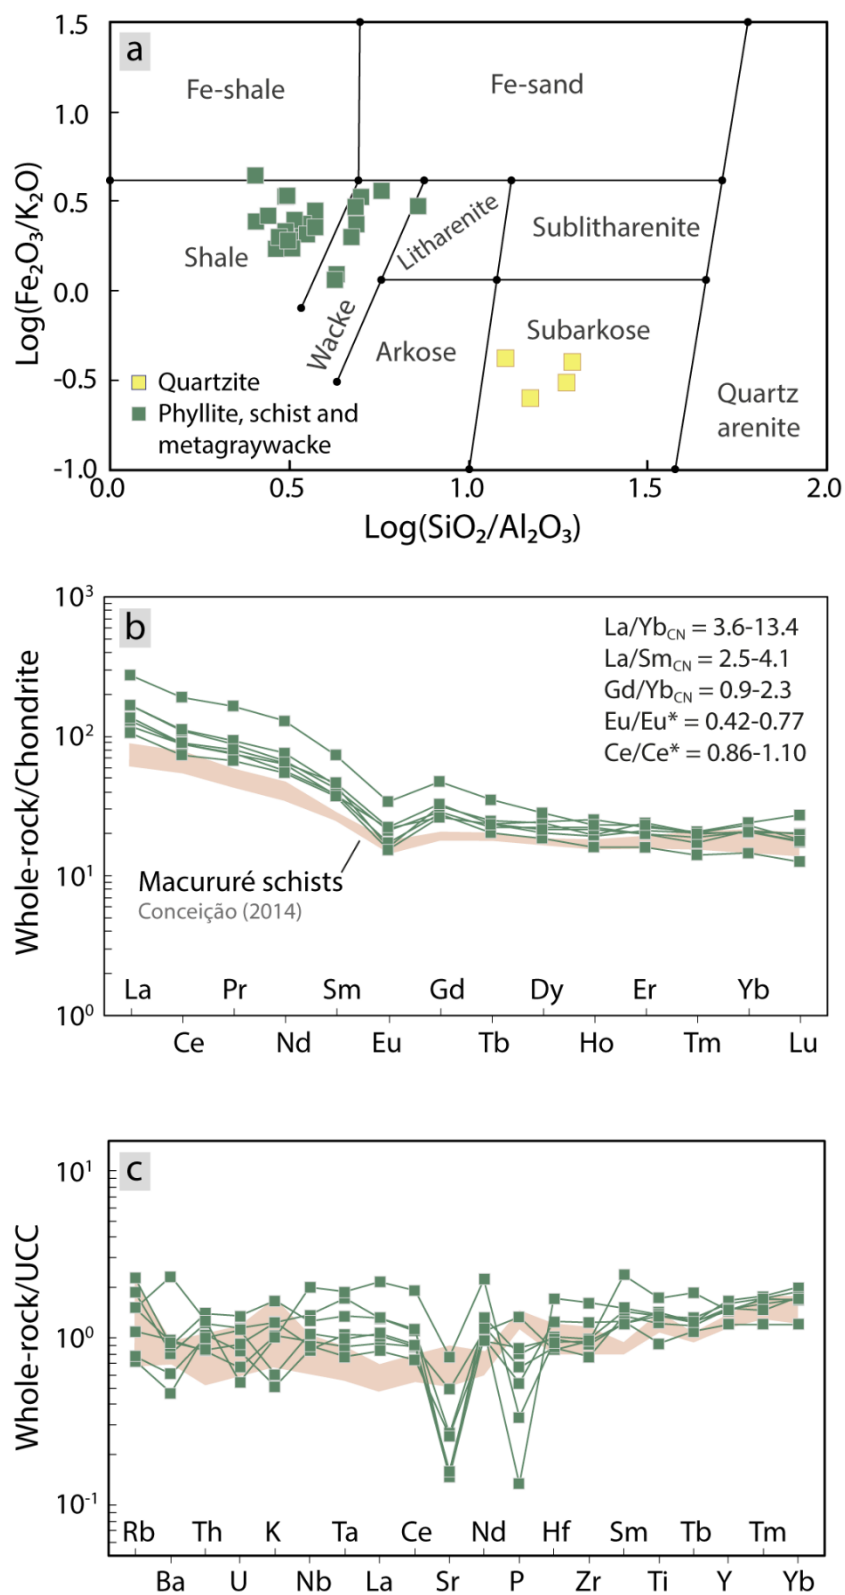 a
1.5
1.0
0.5
0.0
-0.5
-1.0
Log(Fe₂O₃/K₂O)
Fe-shale
Fe-sand
Shale
Wacke
Litharenite
Sublitharenite
Arkose
Subarkose
Quartz
arenite
Quartzite
Phyllite, schist and
metagraywacke
0.0 0.5 1.0 1.5 2.0
Log(SiO₂/Al₂O₃)
b
10³
10²
10¹
10⁰
Whole-rock/Chondrite
La/Yb_CN = 3.6-13.4
La/Sm_CN = 2.5-4.1
Gd/Yb_CN = 0.9-2.3
Eu/Eu* = 0.42-0.77
Ce/Ce* = 0.86-1.10
Macururé schists
Conceição (2014)
La Pr Sm Gd Dy Er Yb
Ce Nd Eu Tb Ho Tm Lu
c
10¹
10⁰
10⁻¹
Whole-rock/UCC
Rb Th K Ta Ce Nd Hf Sm Tb Tm
Ba U Nb La Sr P Zr Ti Y Yb